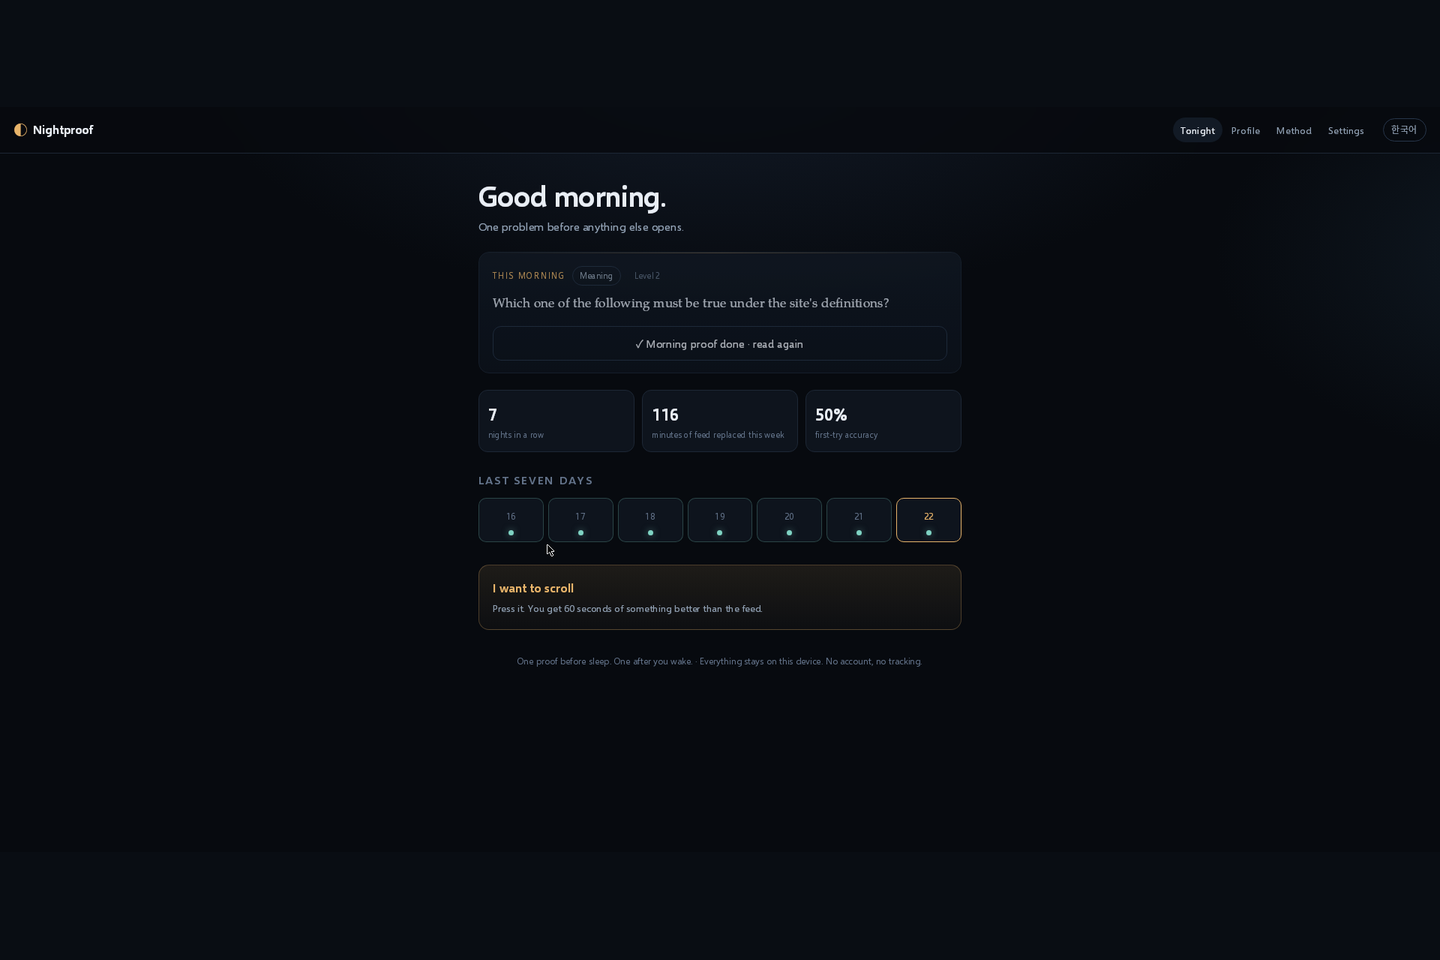 Nightproof
Tonight
Profile
Method
Settings
한국어
Good morning.
One problem before anything else opens.
THIS MORNING
Meaning
Level 2
Which one of the following must be true under the site's definitions?
✓ Morning proof done · read again
7
nights in a row
116
minutes of feed replaced this week
50%
first-try accuracy
LAST SEVEN DAYS
16
17
18
19
20
21
22
I want to scroll
Press it. You get 60 seconds of something better than the feed.
One proof before sleep. One after you wake. · Everything stays on this device. No account, no tracking.